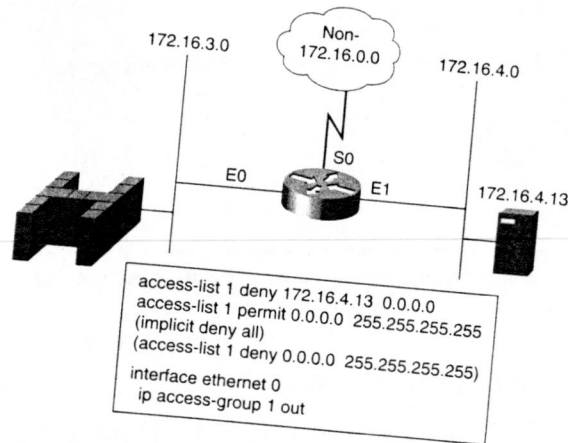 Non-
172.16.0.0
172.16.3.0
172.16.4.0
S0
E0
E1
172.16.4.13
access-list 1 deny 172.16.4.13 0.0.0.0
access-list 1 permit 0.0.0.0 255.255.255.255
(implicit deny all)
(access-list 1 deny 0.0.0.0 255.255.255.255)
interface ethernet 0
ip access-group 1 out